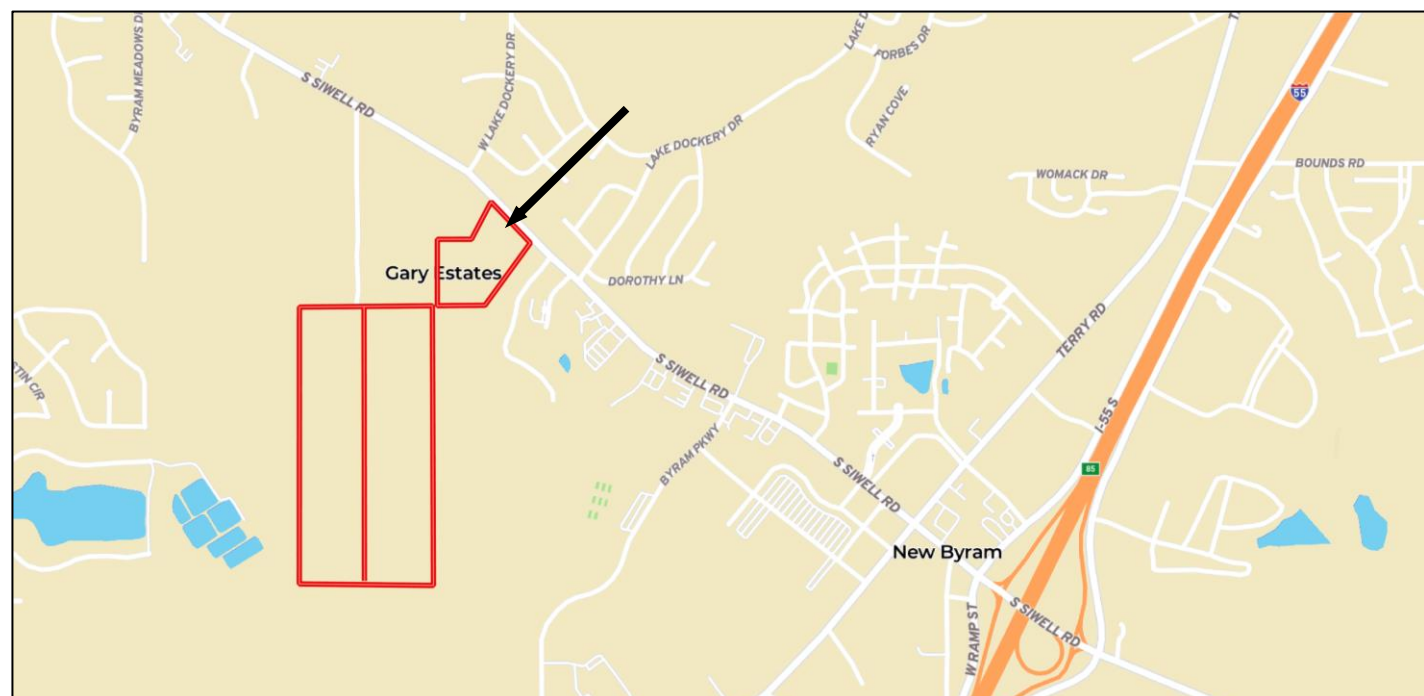 BYRAM MEADOWS
S SIWELL RD
W LAKE DOCKERY DR
LAKE
FORBES DR
RYAN COVE
LAKE DOCKERY DR
55
BOUNDS RD
WOMACK DR
Gary Estates
DOROTHY LN
TERRY RD
S SIWELL RD
I-55 S
CIR
BYRAM PKWY
85
S SIWELL RD
New Byram
W RAMP ST
S SIWELL RD